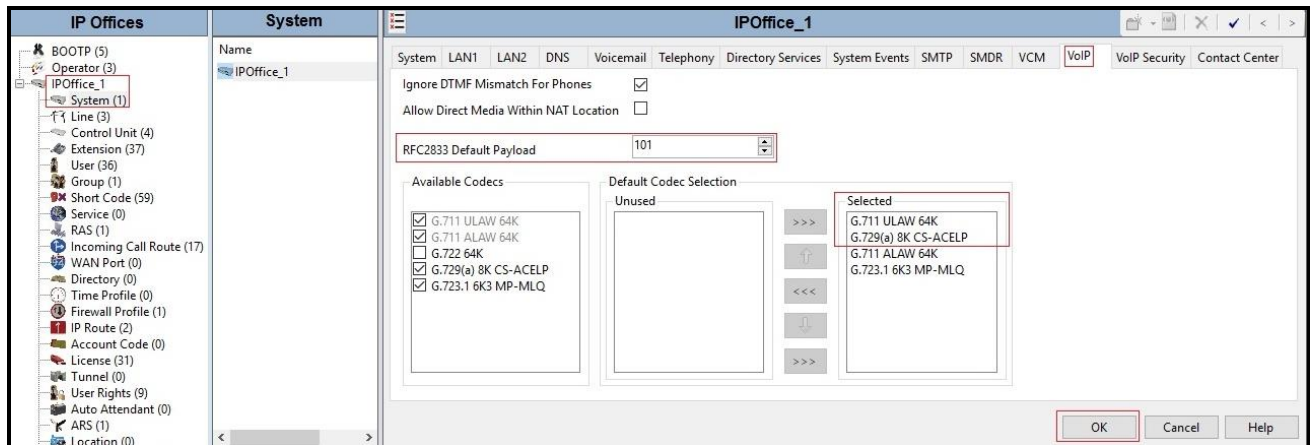 IP Offices
BOOTP (5)
Operator (3)
IPOffice_1
System (1)
Line (3)
Control Unit (4)
Extension (37)
User (36)
Group (1)
Short Code (59)
Service (0)
RAS (1)
Incoming Call Route (17)
WAN Port (0)
Directory (0)
Time Profile (0)
Firewall Profile (1)
IP Route (2)
Account Code (0)
License (31)
Tunnel (0)
User Rights (9)
Auto Attendant (0)
ARS (1)
Location (0)
System
Name
IPOffice_1
IPOffice_1
System LAN1 LAN2 DNS Voicemail Telephony Directory Services System Events SMTP SMDR VCM VoIP VoIP Security Contact Center
Ignore DTMF Mismatch For Phones
Allow Direct Media Within NAT Location
RFC2833 Default Payload 101
Available Codecs
G.711 ULAW 64K
G.711 ALAW 64K
G.722 64K
G.729(a) 8K CS-ACELP
G.723.1 6K3 MP-MLQ
Default Codec Selection
Unused
>>>
<<<
>>>
Selected
G.711 ULAW 64K
G.729(a) 8K CS-ACELP
G.711 ALAW 64K
G.723.1 6K3 MP-MLQ
OK Cancel Help